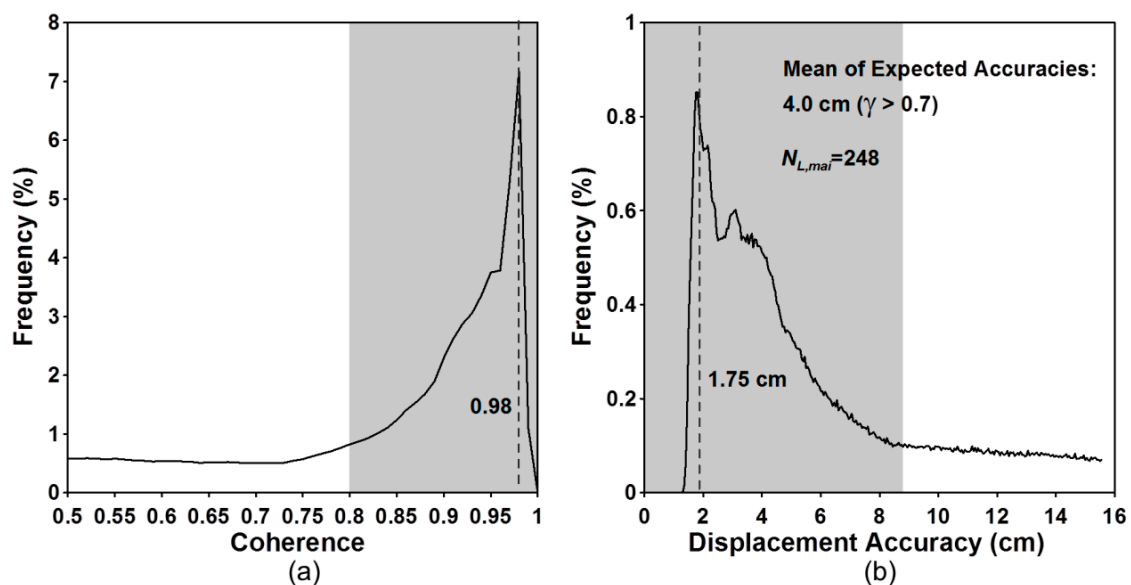 8
7
6
5
4
3
2
1
0
Frequency (%)
0.98
0.5 0.55 0.6 0.65 0.7 0.75 0.8 0.85 0.9 0.95 1
Coherence
(a)
1
0.8
0.6
0.4
0.2
0
Frequency (%)
Mean of Expected Accuracies:
4.0 cm (γ > 0.7)
N_{L,mai}=248
1.75 cm
0 2 4 6 8 10 12 14 16
Displacement Accuracy (cm)
(b)